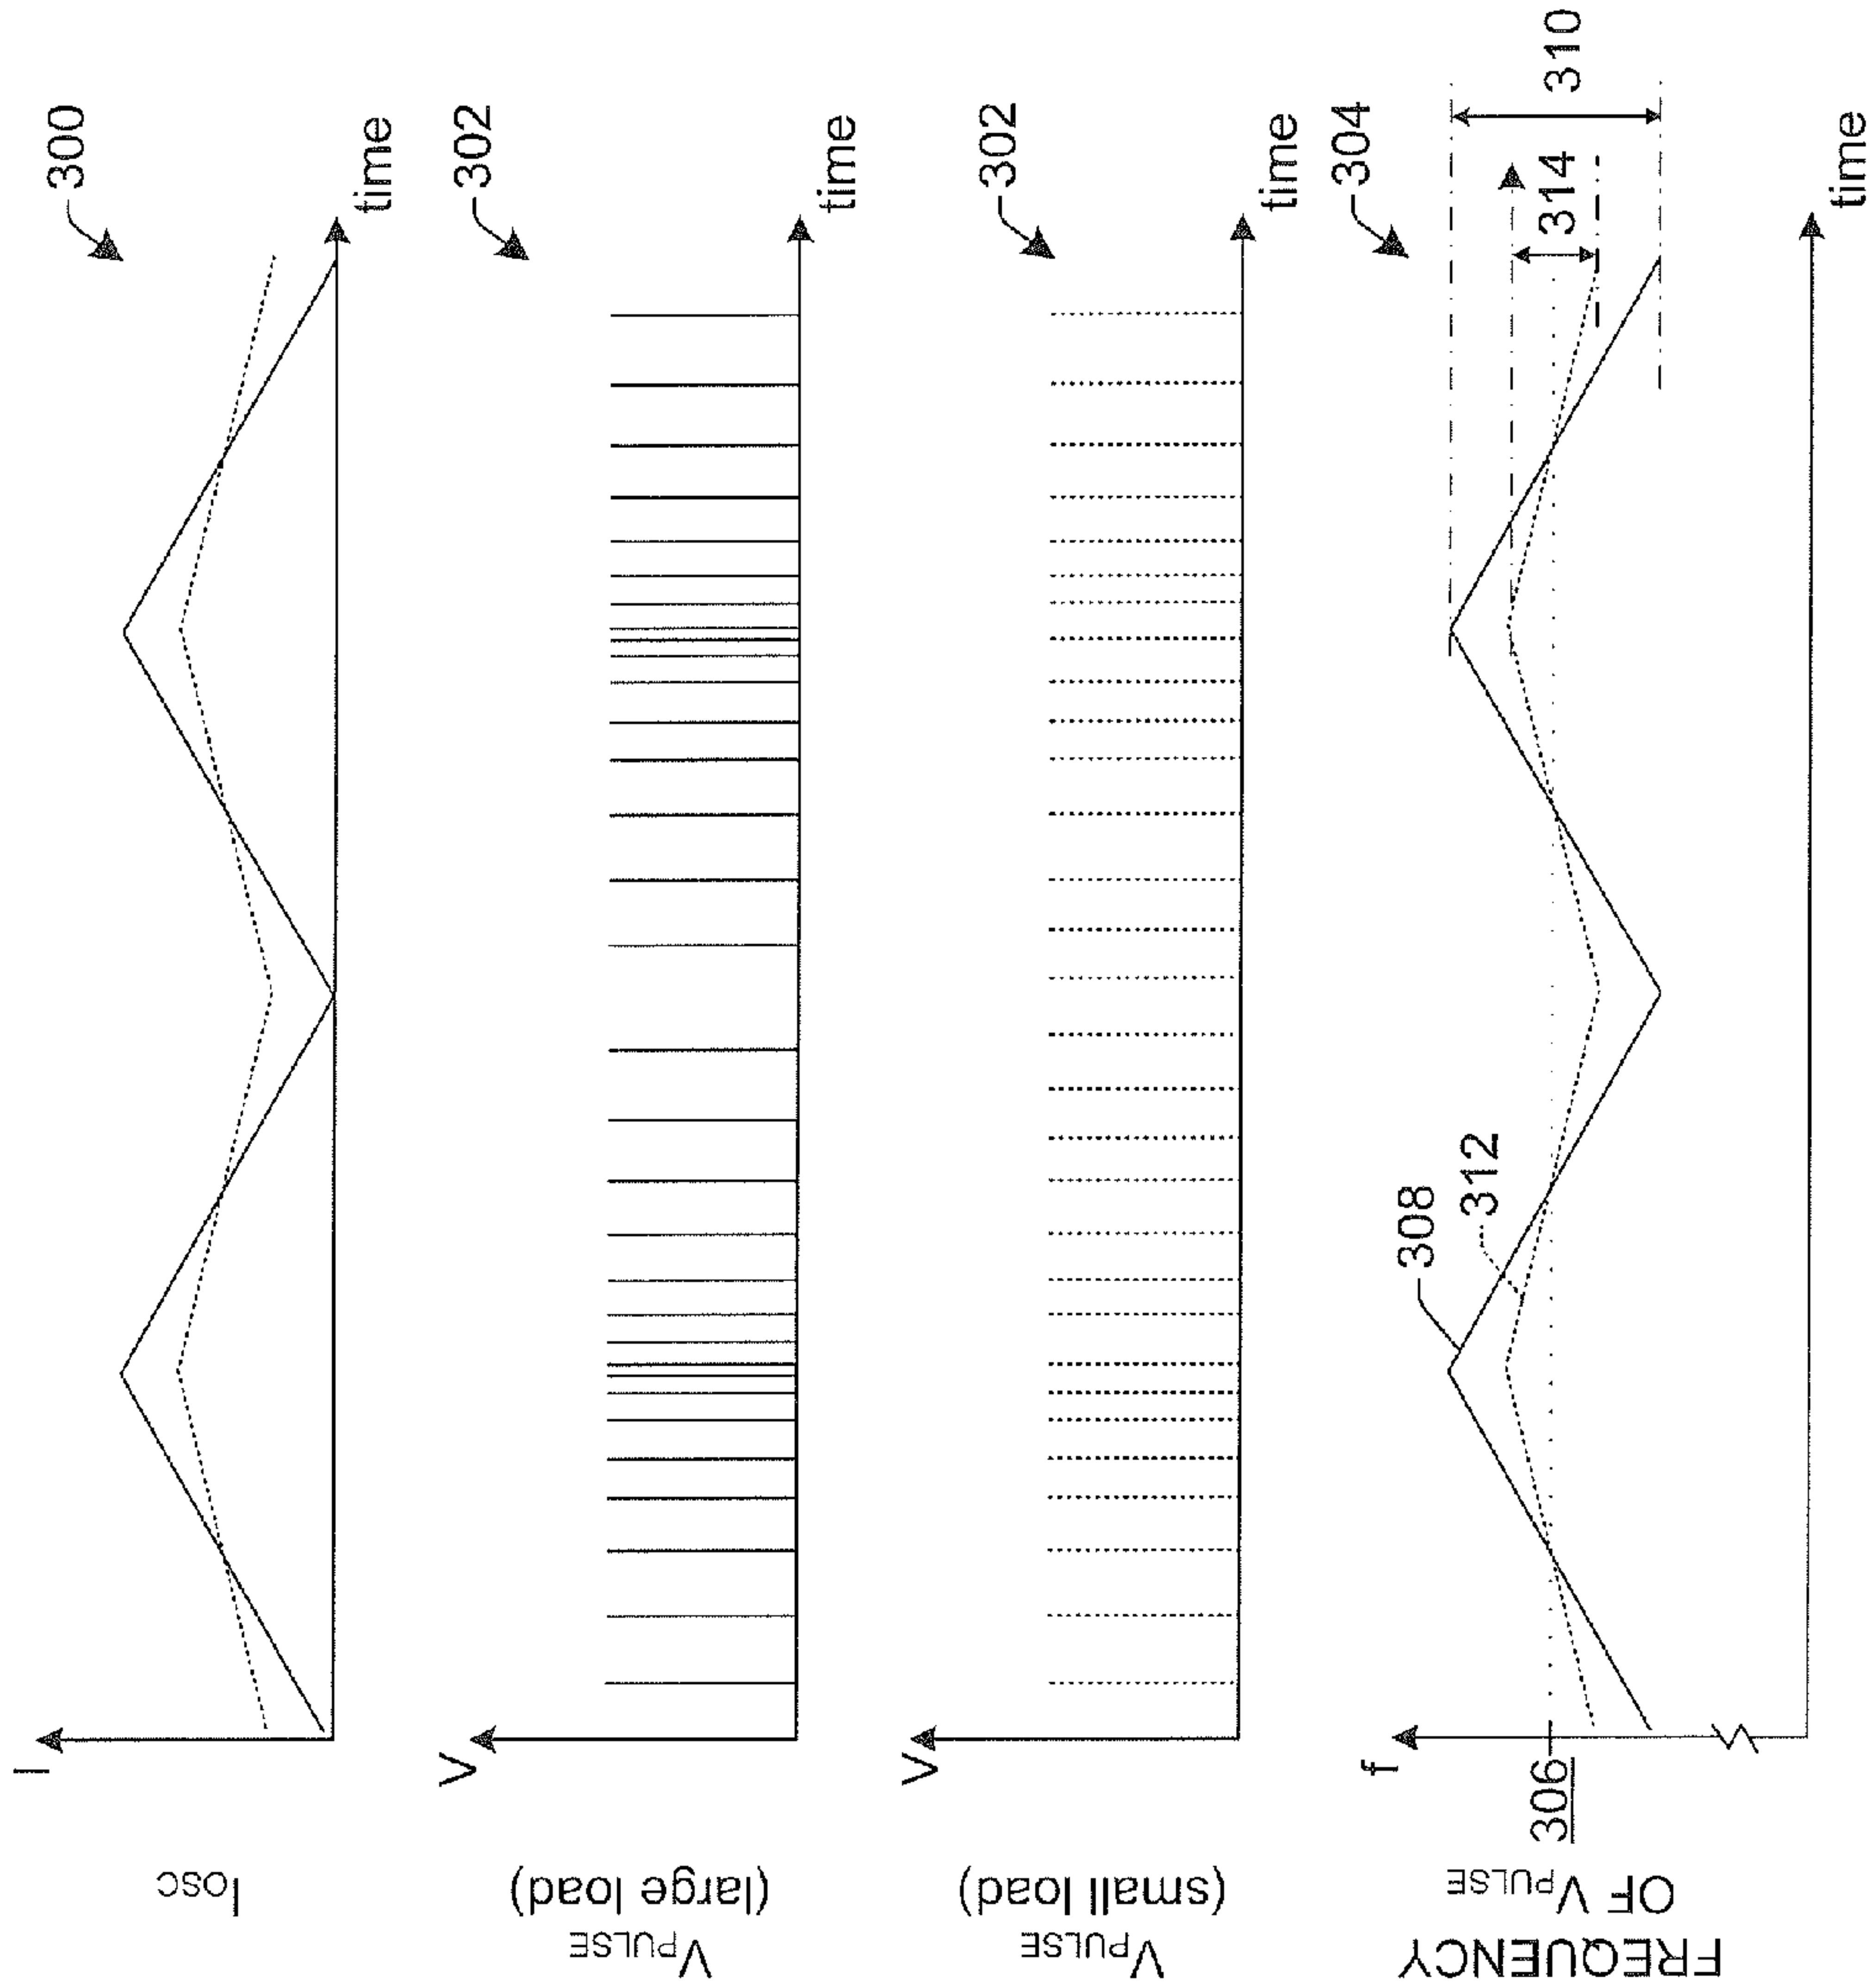 I
I_OSC
300
time
V
V_PULSE
(large load)
302
time
V
V_PULSE
(small load)
302
time
f
306
FREQUENCY
OF V_PULSE
308
312
304
314
310
time